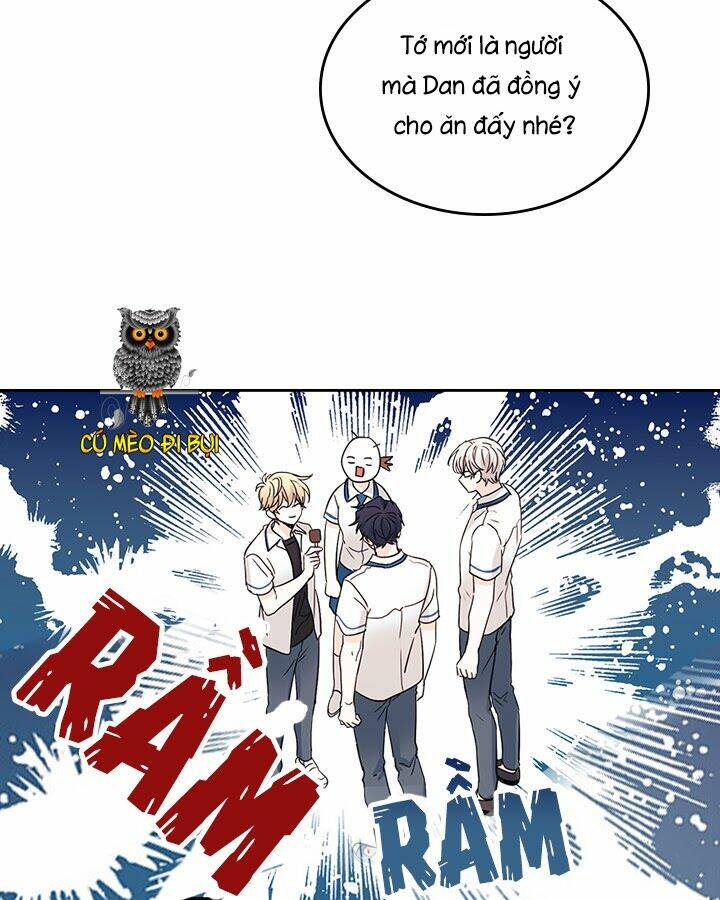 Tớ mới là người
mà Dan đã đồng ý
cho ăn đấy nhé?
CÚ MÈO ĐI BỤI
RẦM
RẦM